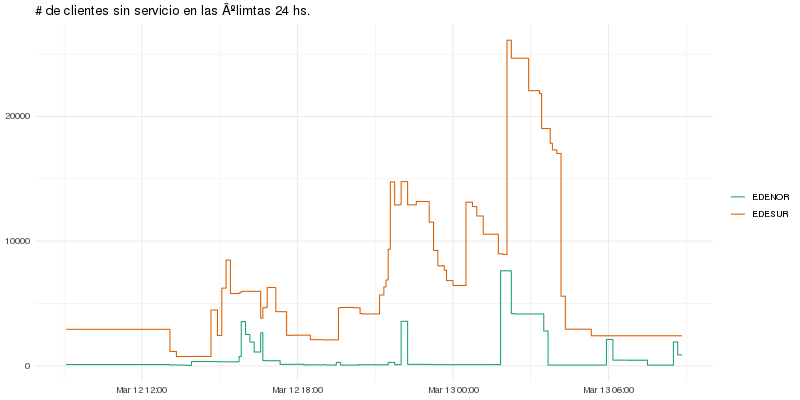 # de clientes sin servicio en las Ãºlimtas 24 hs.
20000
10000
0
Mar 12 12:00
Mar 12 18:00
Mar 13 00:00
Mar 13 06:00
EDENOR
EDESUR